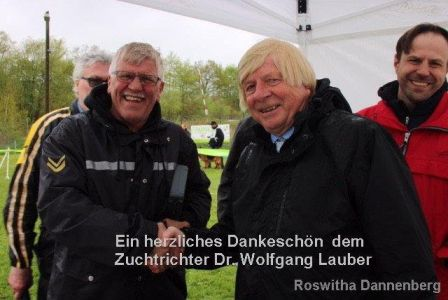 Ein herzliches Dankeschön dem
Zuchtrichter Dr. Wolfgang Lauber
Roswitha Dannenberg